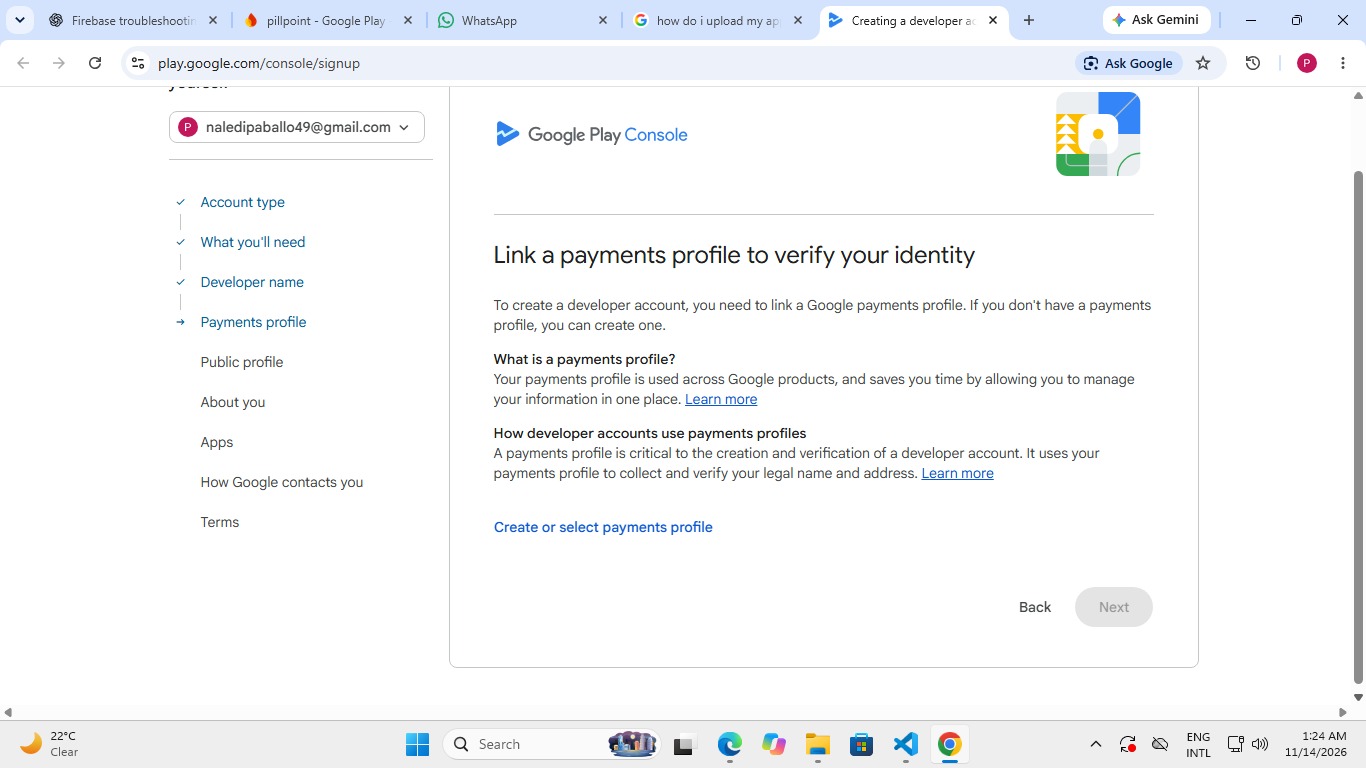 Firebase troubleshootin
pillpoint - Google Play
WhatsApp
how do i upload my ap
Creating a developer ac
Ask Gemini
play.google.com/console/signup
Ask Google
P
yourself
P naledipaballo49@gmail.com
Account type
What you'll need
Developer name
Payments profile
Public profile
About you
Apps
How Google contacts you
Terms
Google Play Console
Link a payments profile to verify your identity
To create a developer account, you need to link a Google payments profile. If you don't have a payments
profile, you can create one.
What is a payments profile?
Your payments profile is used across Google products, and saves you time by allowing you to manage
your information in one place. Learn more
How developer accounts use payments profiles
A payments profile is critical to the creation and verification of a developer account. It uses your
payments profile to collect and verify your legal name and address. Learn more
Create or select payments profile
Back
Next
22°C
Clear
Search
ENG
INTL
1:24 AM
11/14/2026